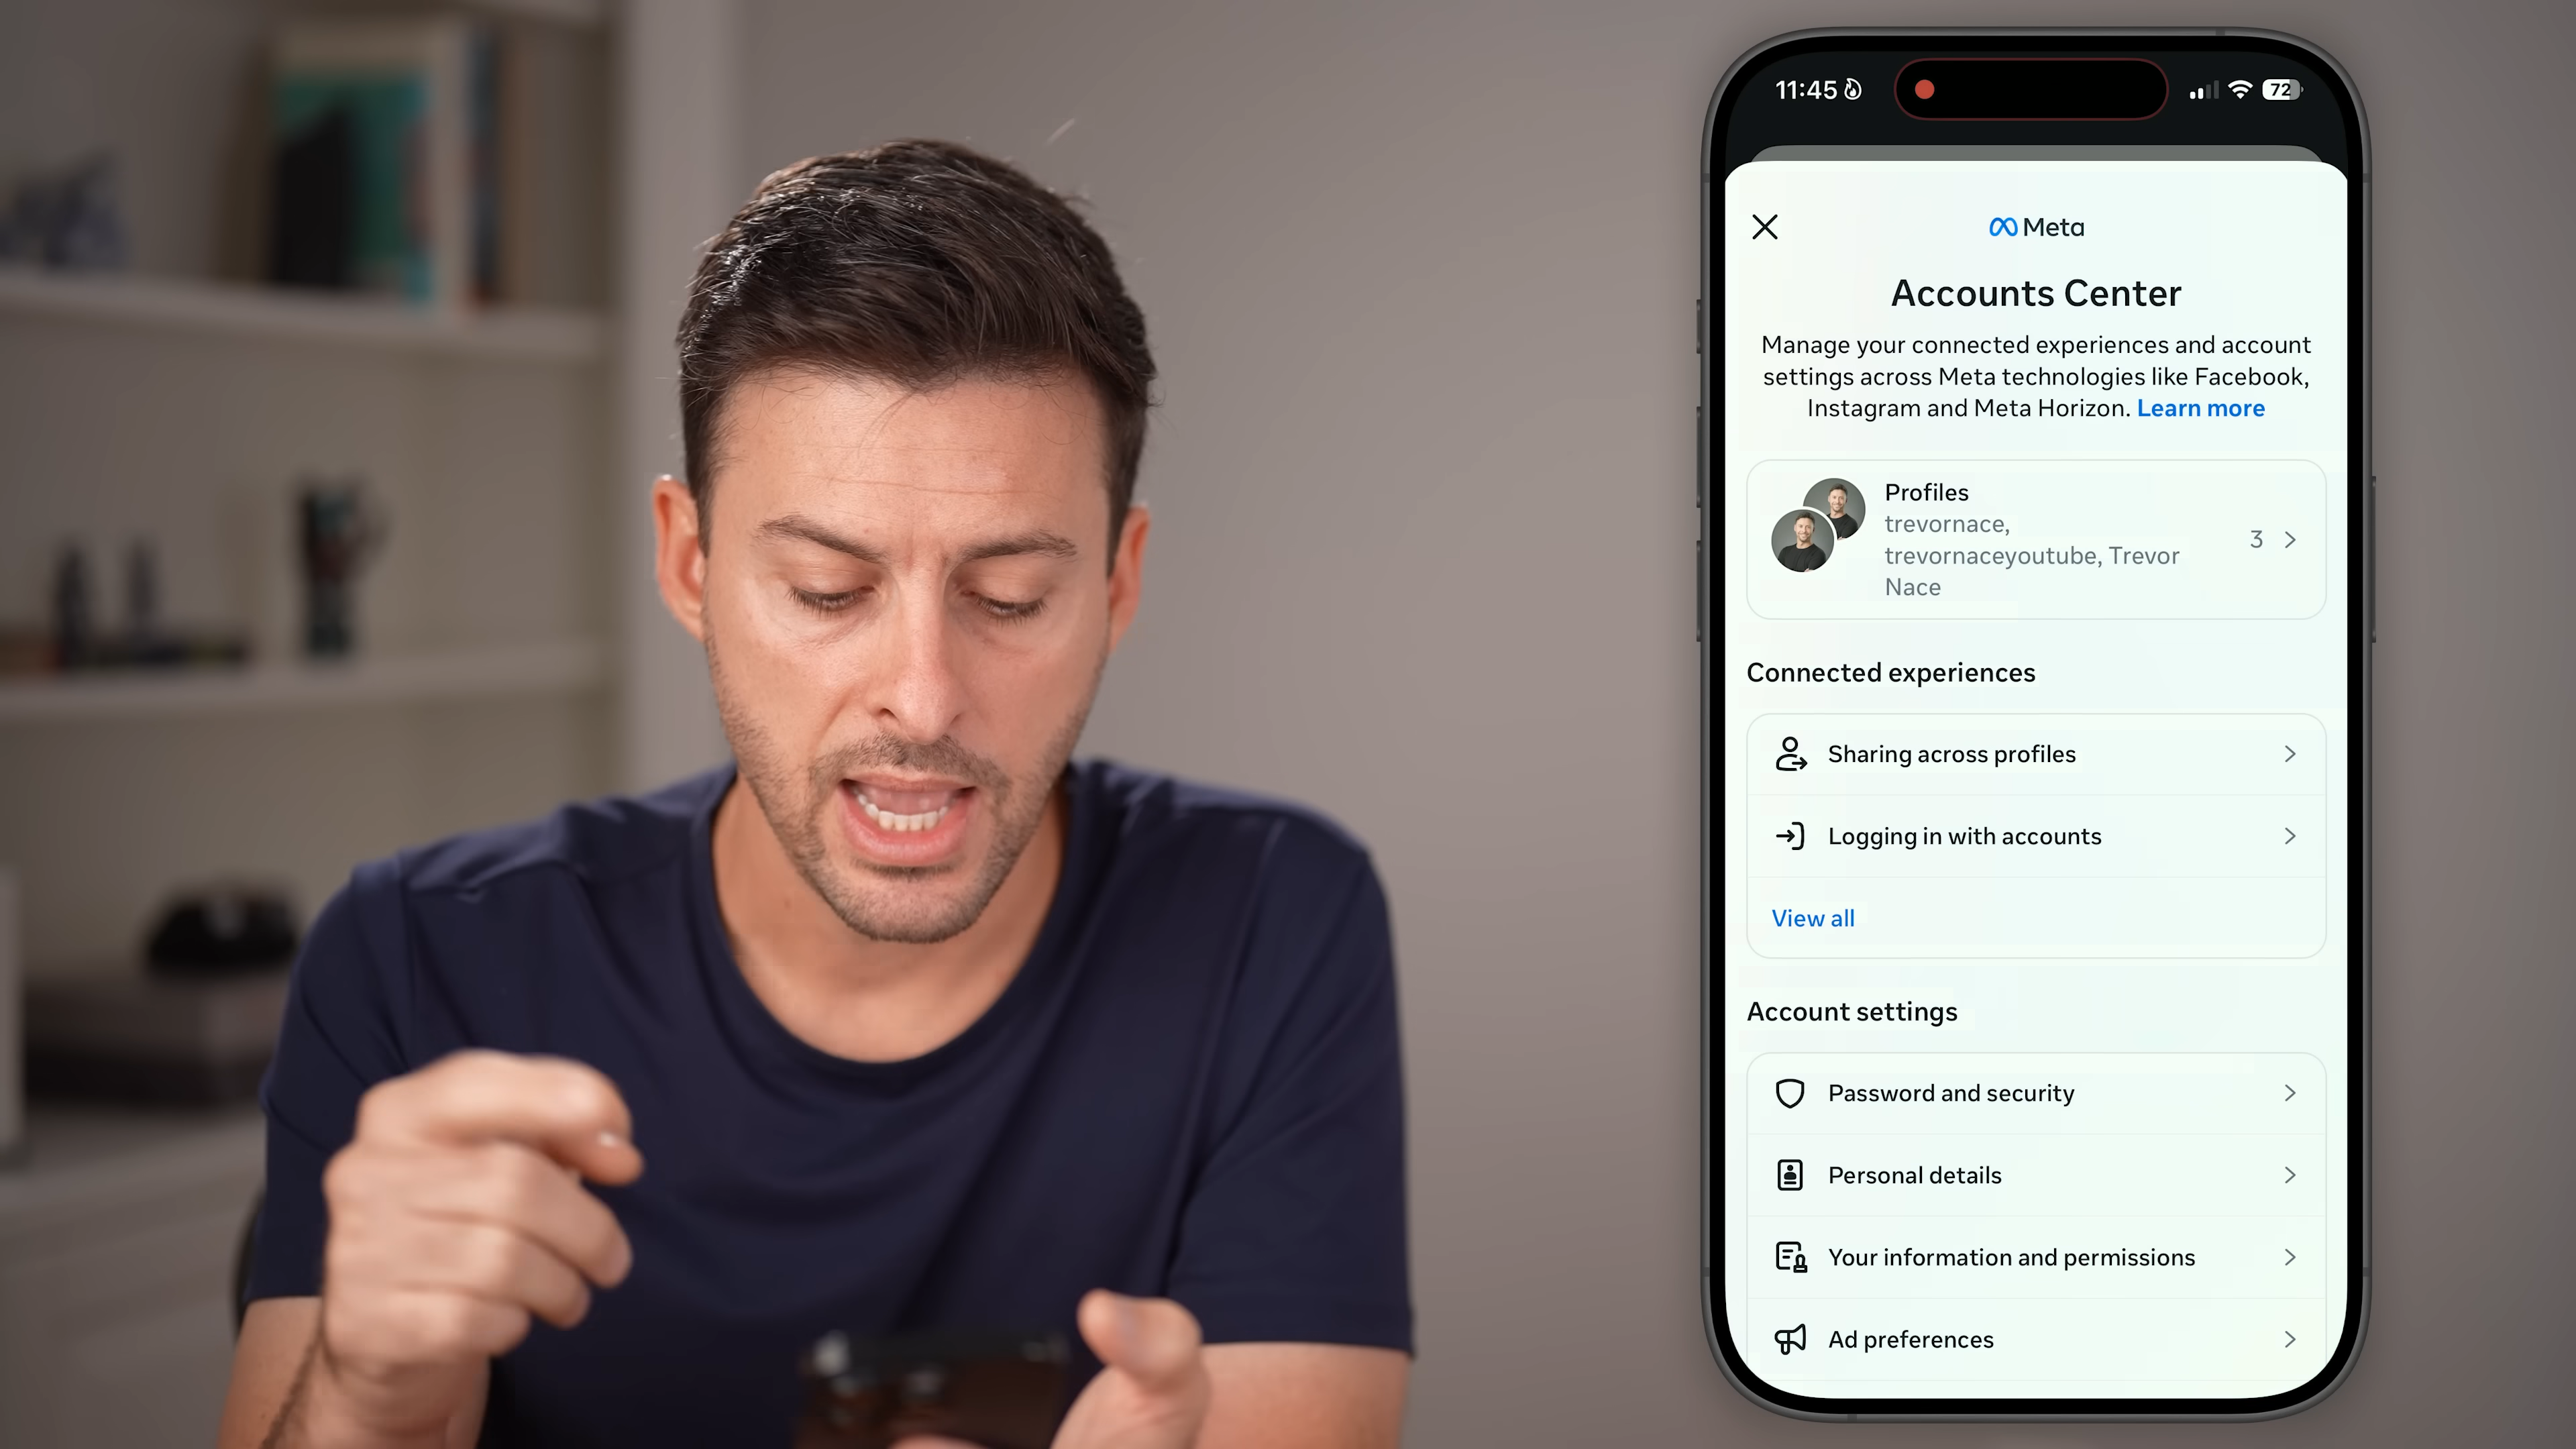 11:45
72
Meta
Accounts Center
Manage your connected experiences and account
settings across Meta technologies like Facebook,
Instagram and Meta Horizon. Learn more
Profiles
trevornace,
trevornaceyoutube, Trevor
Nace
3
Connected experiences
Sharing across profiles
Logging in with accounts
View all
Account settings
Password and security
Personal details
Your information and permissions
Ad preferences